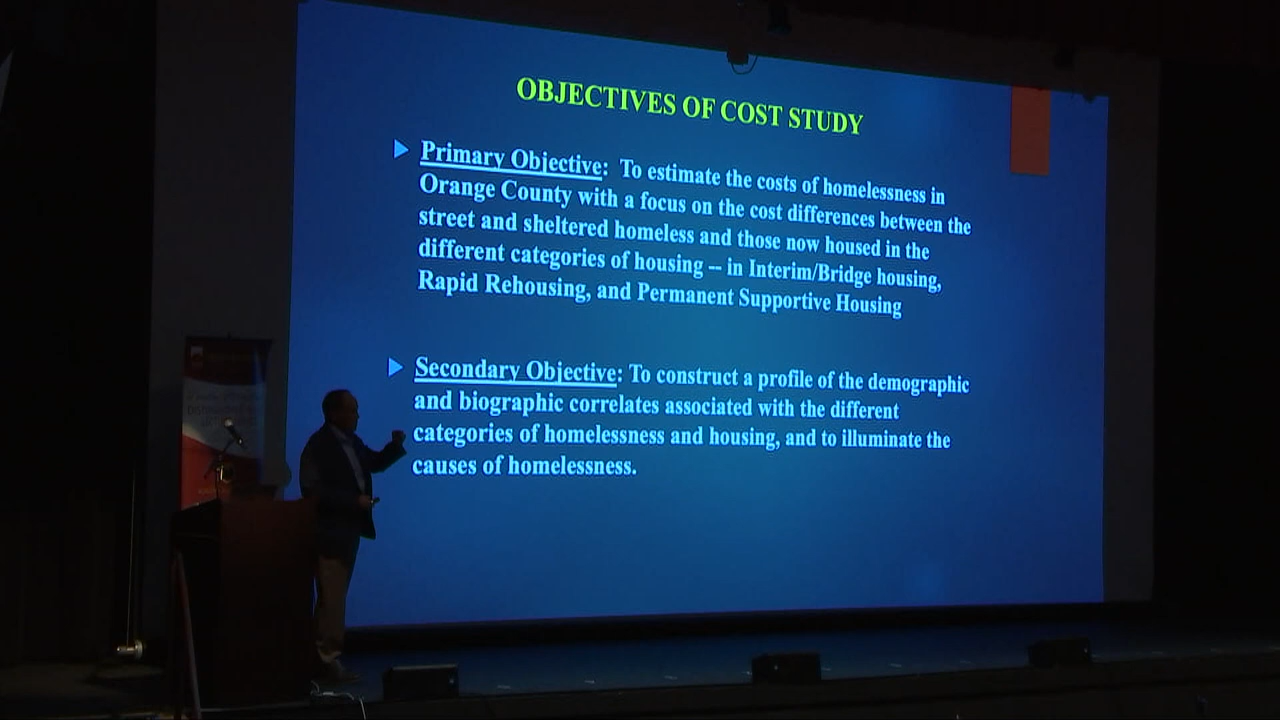 OBJECTIVES OF COST STUDY
Primary Objective: To estimate the costs of homelessness in
Orange County with a focus on the cost differences between the
street and sheltered homeless and those now housed in the
different categories of housing -- in Interim/Bridge housing,
Rapid Rehousing, and Permanent Supportive Housing
Secondary Objective: To construct a profile of the demographic
and biographic correlates associated with the different
categories of homelessness and housing, and to illuminate the
causes of homelessness.